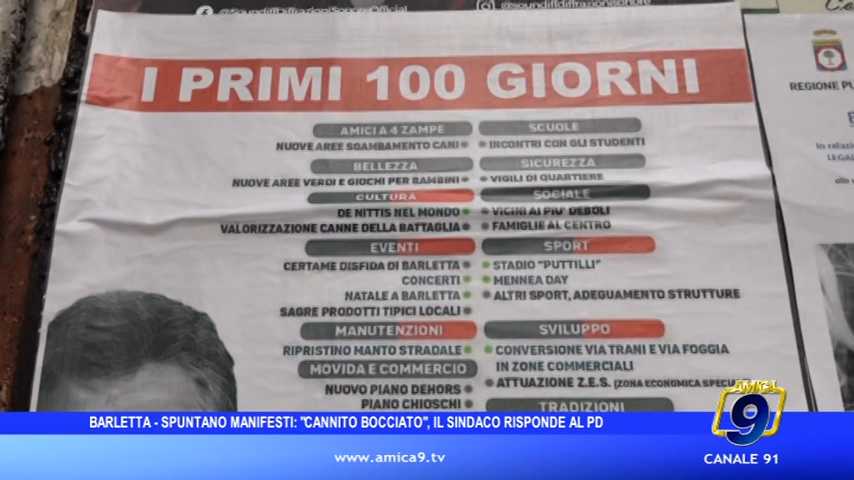 @SoundiffDiffrazioniSonoreOfficial
@soundiffdiffrazionisonore
I PRIMI 100 GIORNI
AMICI A 4 ZAMPE
NUOVE AREE SGAMBAMENTO CANI
BELLEZZA
NUOVE AREE VERDI E GIOCHI PER BAMBINI
CULTURA
DE NITTIS NEL MONDO
VALORIZZAZIONE CANNE DELLA BATTAGLIA
EVENTI
CERTAME DISFIDA DI BARLETTA
CONCERTI
NATALE A BARLETTA
SAGRE PRODOTTI TIPICI LOCALI
MANUTENZIONI
RIPRISTINO MANTO STRADALE
MOVIDA E COMMERCIO
NUOVO PIANO DEHORS
PIANO CHIOSCHI
SCUOLE
INCONTRI CON GLI STUDENTI
SICUREZZA
VIGILI DI QUARTIERE
SOCIALE
VICINI AI PIU' DEBOLI
FAMIGLIE AL CENTRO
SPORT
STADIO "PUTTILLI"
MENNEA DAY
ALTRI SPORT, ADEGUAMENTO STRUTTURE
SVILUPPO
CONVERSIONE VIA TRANI E VIA FOGGIA
IN ZONE COMMERCIALI
ATTUAZIONE Z.E.S. (ZONA ECONOMICA
TRADIZIONI
REGIONE
In
BARLETTA - SPUNTANO MANIFESTI: "CANNITO BOCCIATO", IL SINDACO RISPONDE AL PD
www.amica9.tv
AMICA
9
CANALE 91